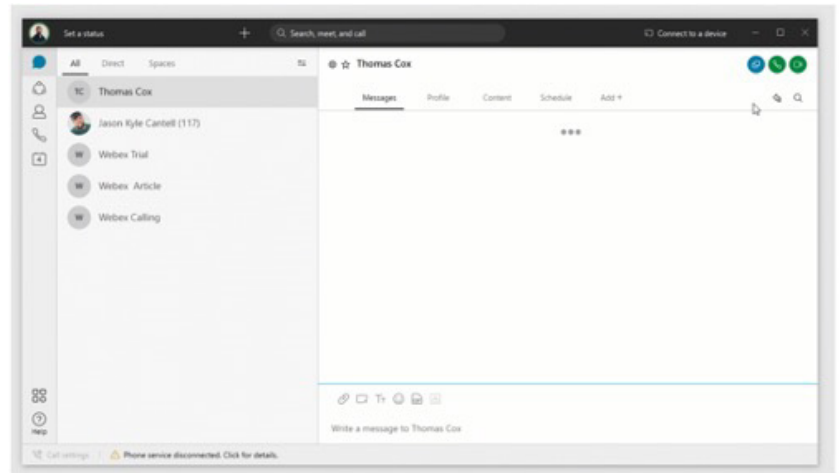 Set a status
Search, meet, and call
Connect to a device
All Direct Spaces
Thomas Cox
TC Thomas Cox
Jason Kyle Cantell (117)
W Webex Trial
W Webex Article
W Webex Calling
Messages Profile Content Schedule Add +
Write a message to Thomas Cox
Help
Call settings
Phone service disconnected. Click for details.